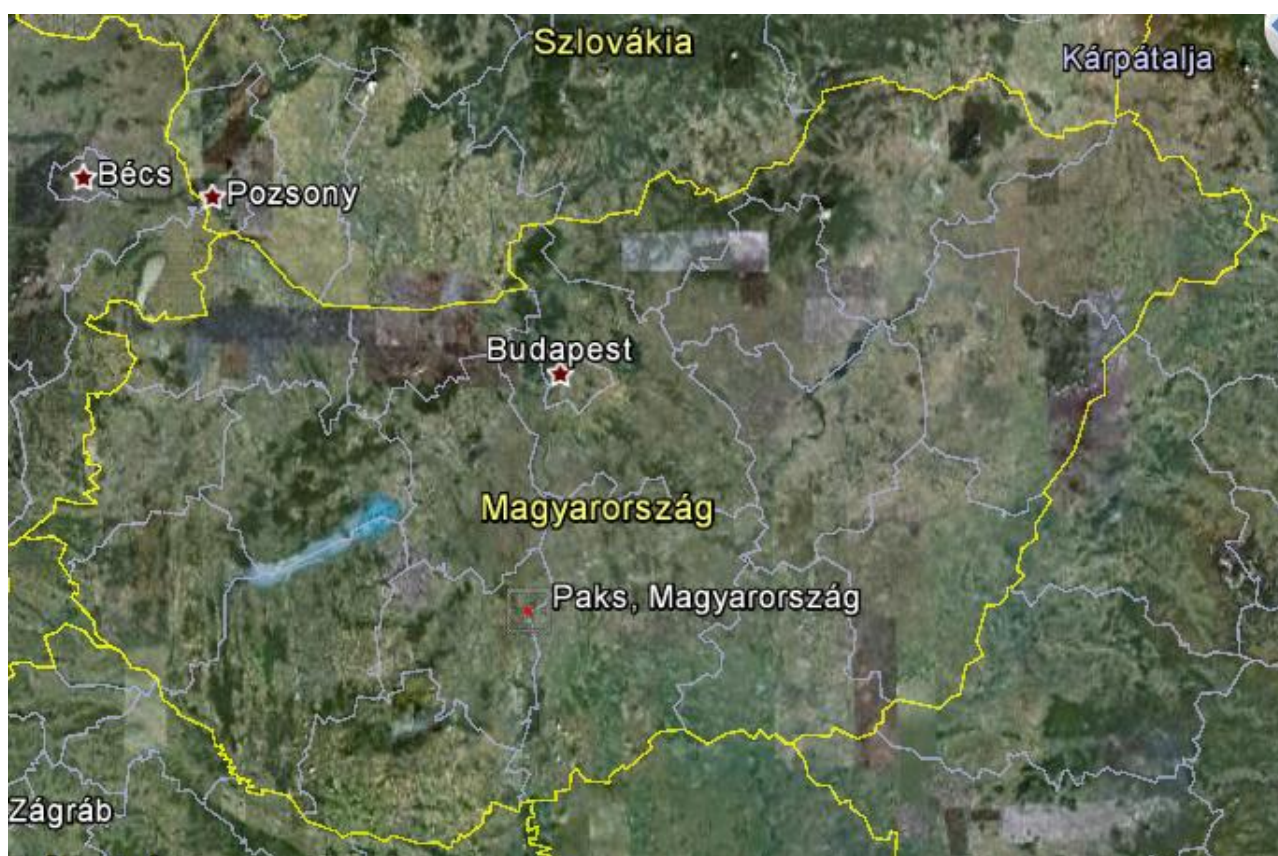 Szlovákia
Kárpátalja
Bécs
Pozsony
Budapest
Magyarország
Paks, Magyarország
Zágráb